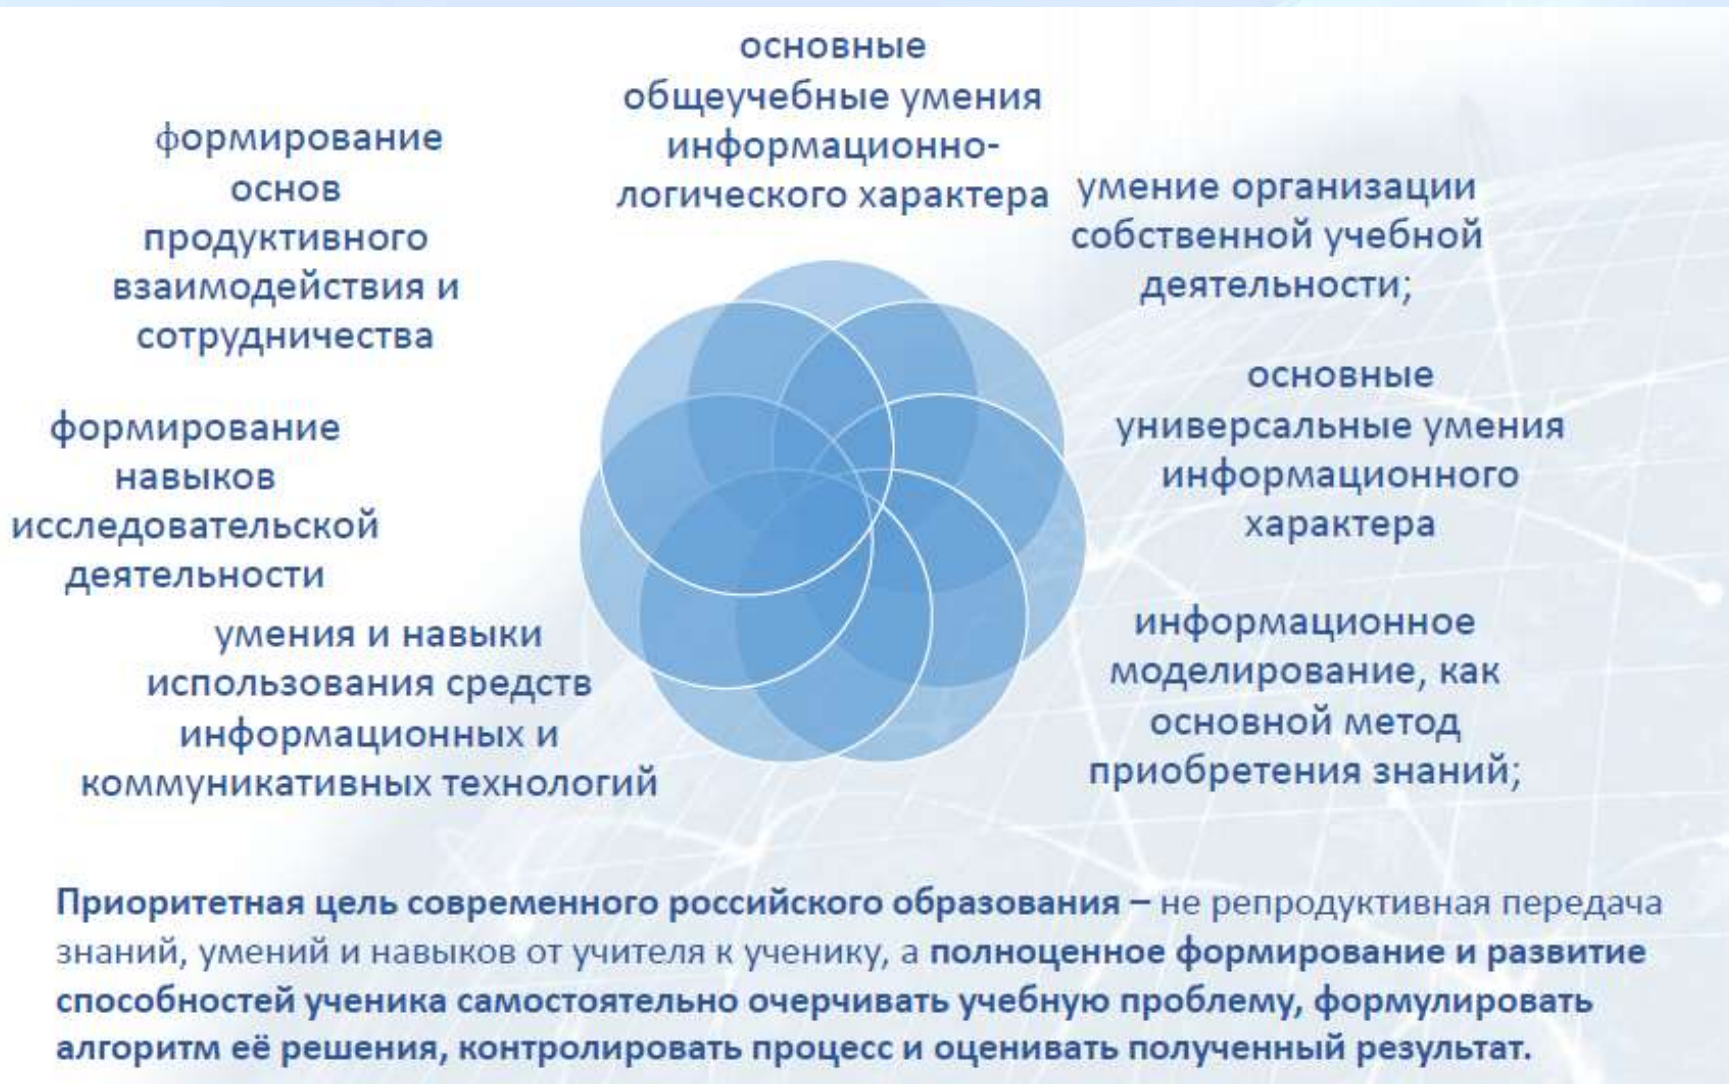 основные
общеучебные умения
информационно-
логического характера
умение организации
собственной учебной
деятельности;
основные
универсальные умения
информационного
характера
информационное
моделирование, как
основной метод
приобретения знаний;
умения и навыки
использования средств
информационных и
коммуникативных технологий
формирование
навыков
исследовательской
деятельности
формирование
основ
продуктивного
взаимодействия и
сотрудничества
Приоритетная цель современного российского образования – не репродуктивная передача
знаний, умений и навыков от учителя к ученику, а полноценное формирование и развитие
способностей ученика самостоятельно очерчивать учебную проблему, формулировать
алгоритм её решения, контролировать процесс и оценивать полученный результат.